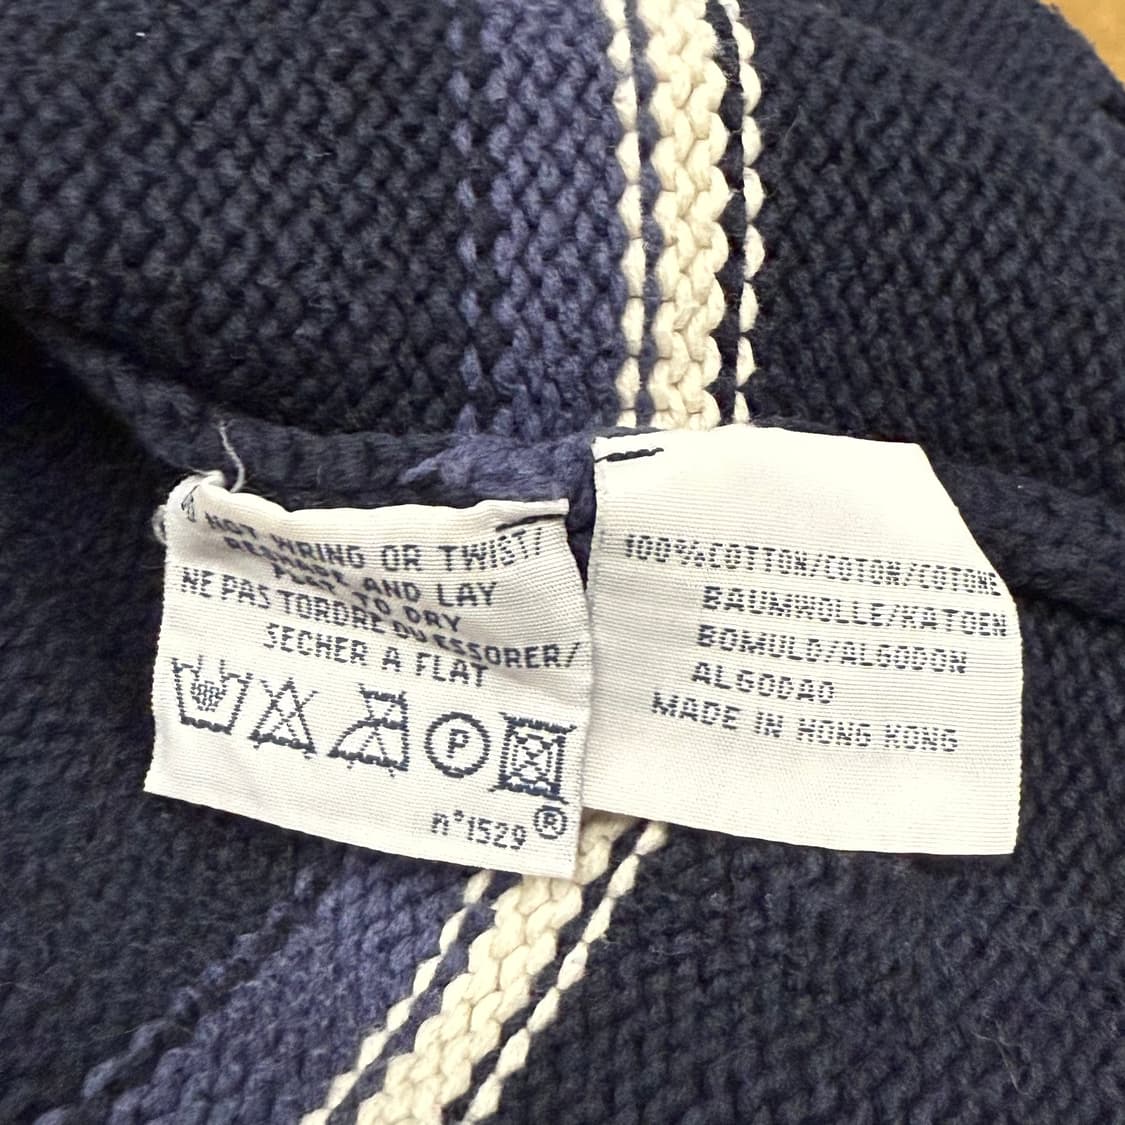 NOT WRING OR TWIST/
RESHAPE AND LAY
FLAT TO DRY
NE PAS TORDRE OU ESSORER/
SECHER A FLAT
P
n°1529 ®
100%COTTON/COTON/COTONE
BAUMWOLLE/KATOEN
BOMULD/ALGODON
ALGODAO
MADE IN HONG KONG